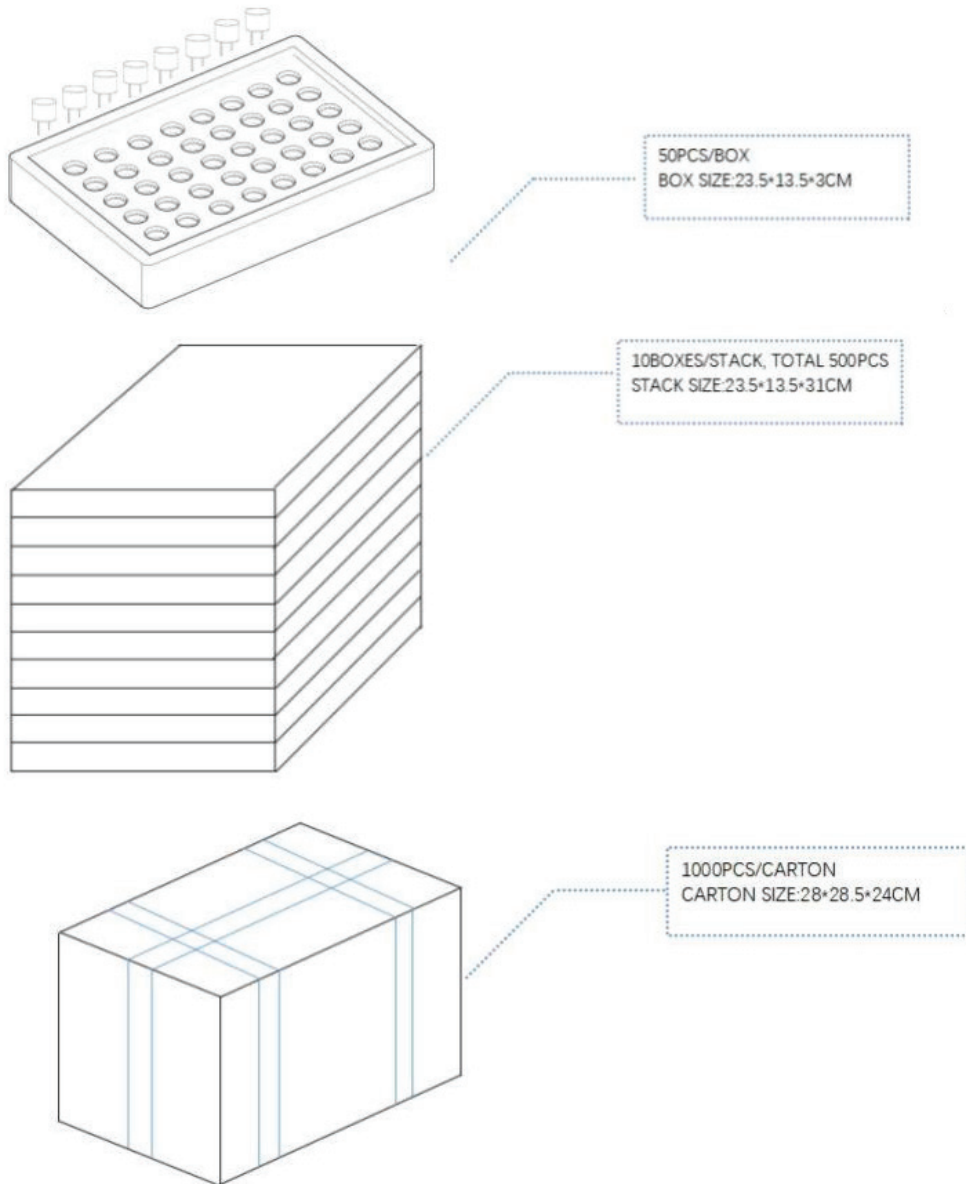 50PCS/BOX
BOX SIZE:23.5*13.5*3CM
10BOXES/STACK, TOTAL 500PCS
STACK SIZE:23.5*13.5*31CM
1000PCS/CARTON
CARTON SIZE:28*28.5*24CM